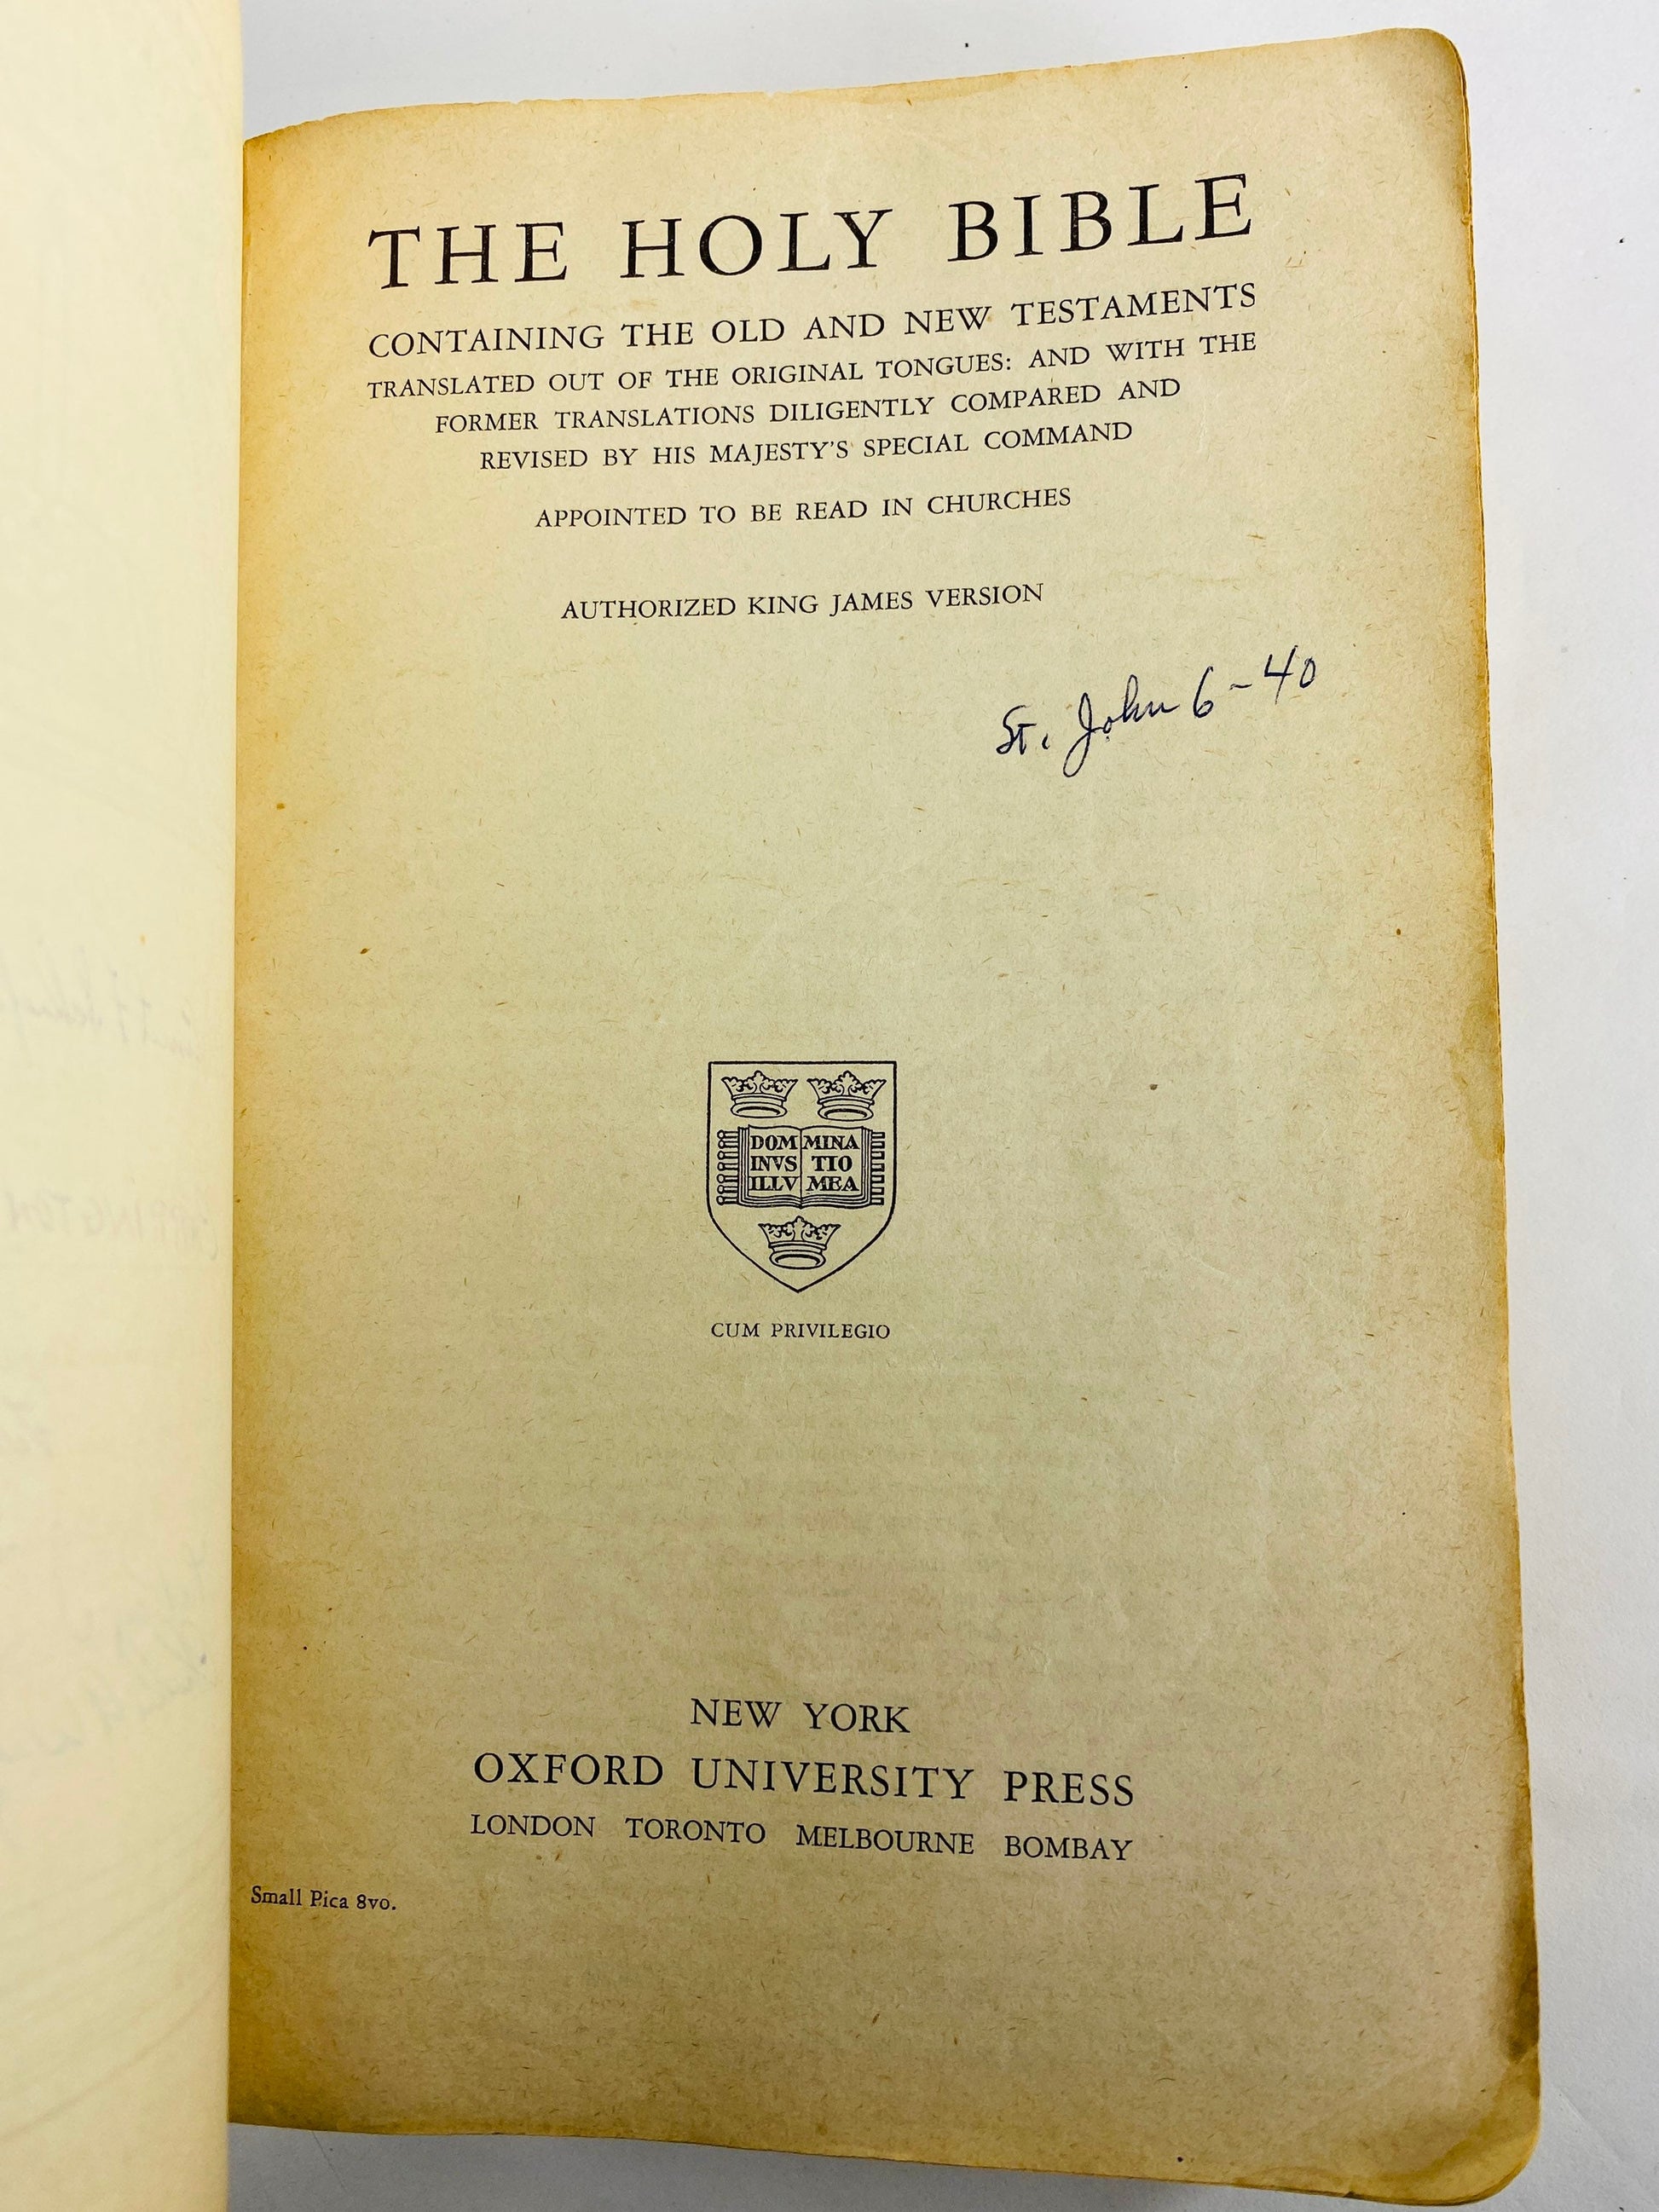 THE HOLY BIBLE
CONTAINING THE OLD AND NEW TESTAMENTS
TRANSLATED OUT OF THE ORIGINAL TONGUES: AND WITH THE
FORMER TRANSLATIONS DILIGENTLY COMPARED AND
REVISED BY HIS MAJESTY'S SPECIAL COMMAND
APPOINTED TO BE READ IN CHURCHES
AUTHORIZED KING JAMES VERSION
St. John 6-40
DOM MINA
INVS TIO
ILLV MEA
CUM PRIVILEGIO
NEW YORK
OXFORD UNIVERSITY PRESS
LONDON TORONTO MELBOURNE BOMBAY
Small Pica 8vo.